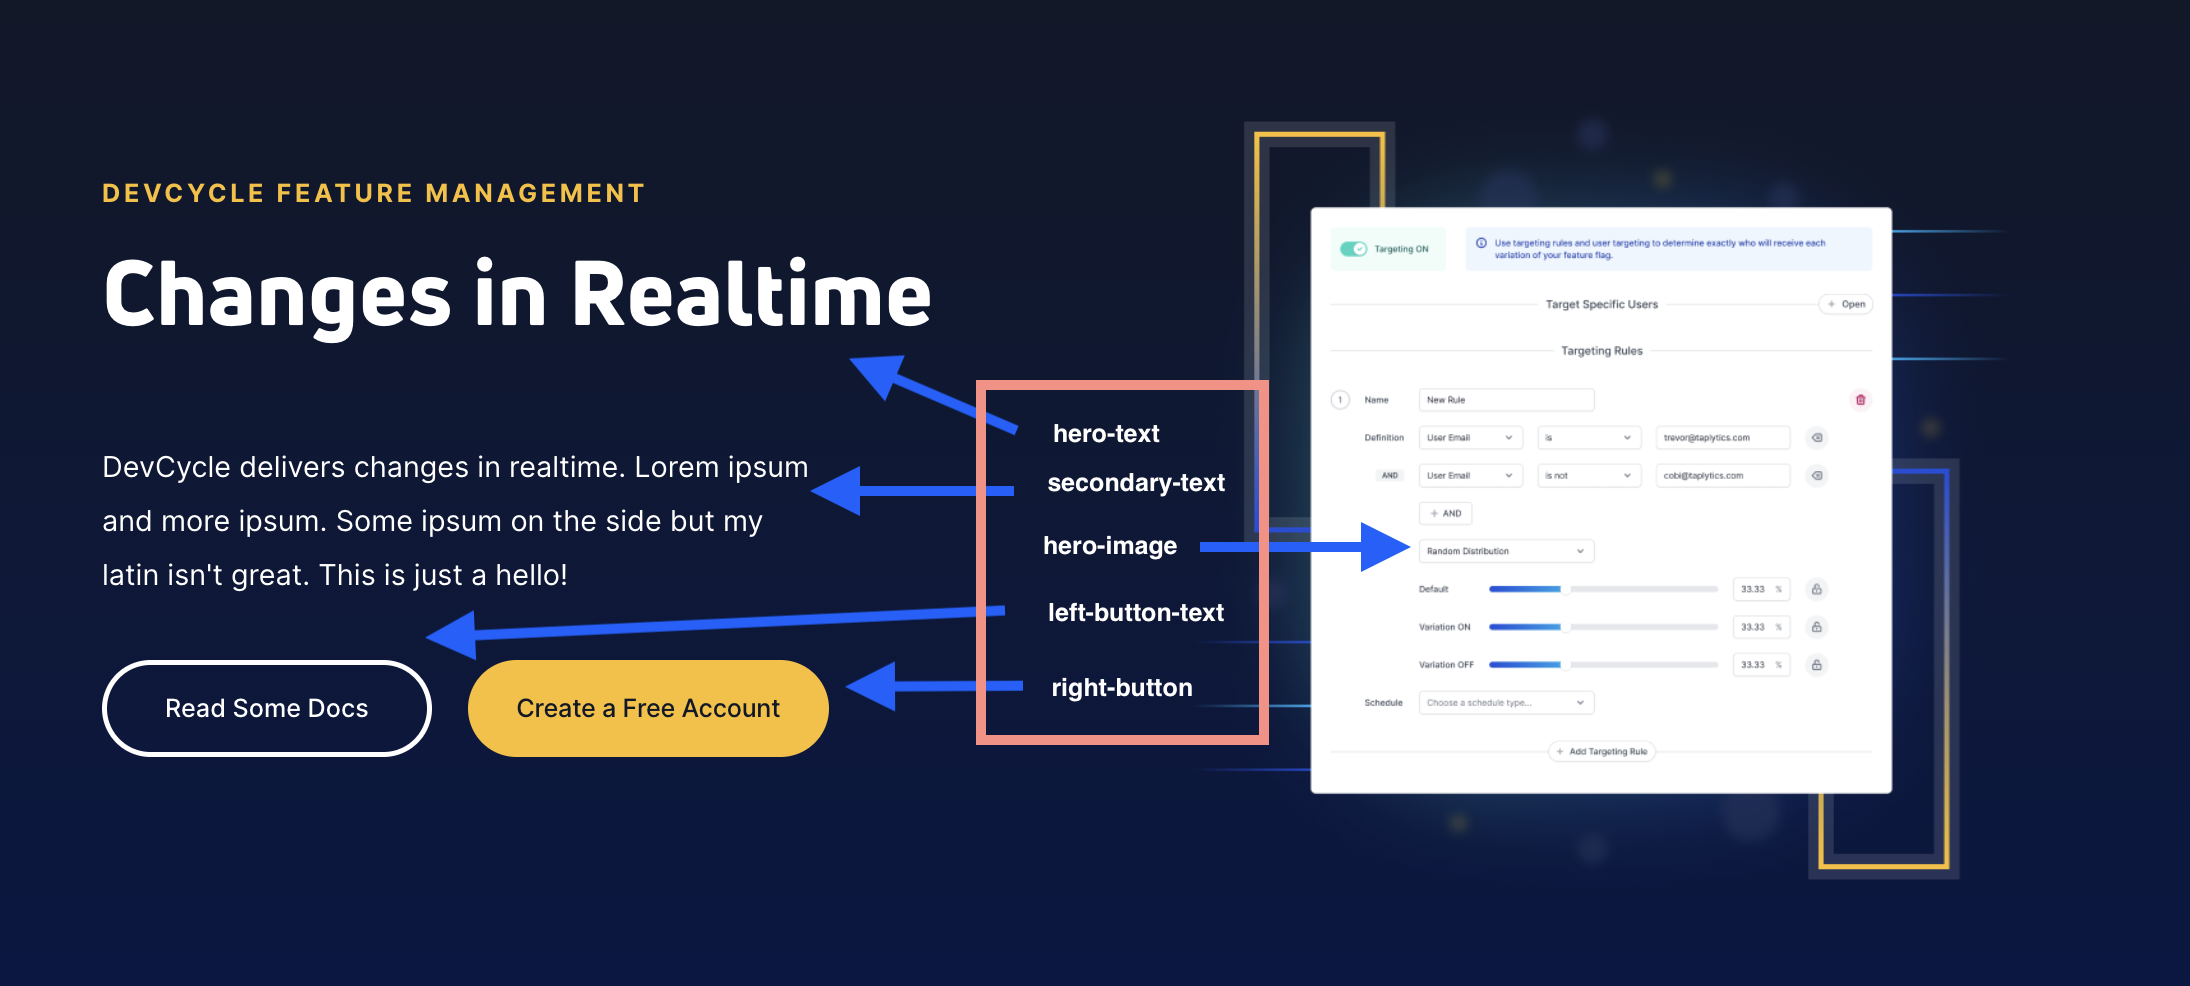 DEVCYCLE FEATURE MANAGEMENT
Changes in Realtime
DevCycle delivers changes in realtime. Lorem ipsum
and more ipsum. Some ipsum on the side but my
latin isn't great. This is just a hello!
Read Some Docs
Create a Free Account
hero-text
secondary-text
hero-image
left-button-text
right-button
Targeting ON
Use targeting rules and user targeting to determine exactly who will receive each
variation of your feature flag.
Target Specific Users
+ Open
Targeting Rules
1 Name New Rule
Definition User Email is trevor@taplytics.com
AND User Email is not cobi@taplytics.com
+ AND
Random Distribution
Default 33.33 %
Variation ON 33.33 %
Variation OFF 33.33 %
Schedule Choose a schedule type...
+ Add Targeting Rule